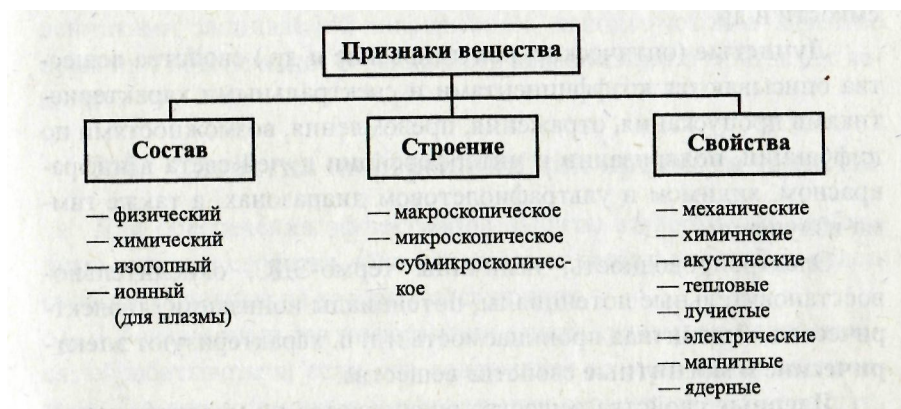 Признаки вещества
Состав
— физический
— химический
— изотопный
— ионный
(для плазмы)
Строение
— макроскопическое
— микроскопическое
— субмикроскопичес-
кое
Свойства
— механические
— химичнские
— акустические
— тепловые
— лучистые
— электрические
— магнитные
— ядерные